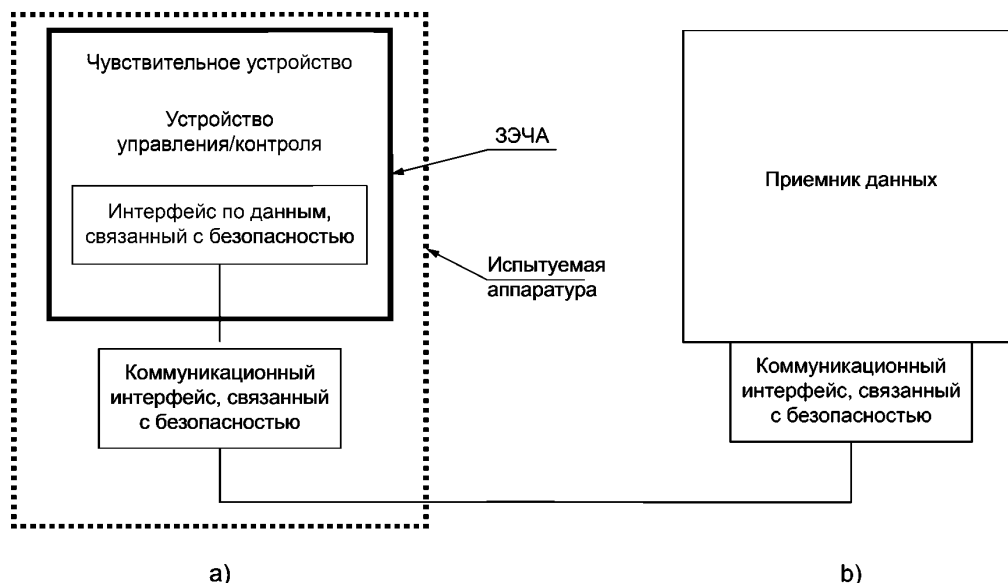 Чувствительное устройство
Устройство
управления/контроля
Интерфейс по данным,
связанный с безопасностью
Коммуникационный
интерфейс, связанный
с безопасностью
ЗЭЧА
Испытуемая
аппаратура
Приемник данных
Коммуникационный
интерфейс, связанный
с безопасностью
a)
b)